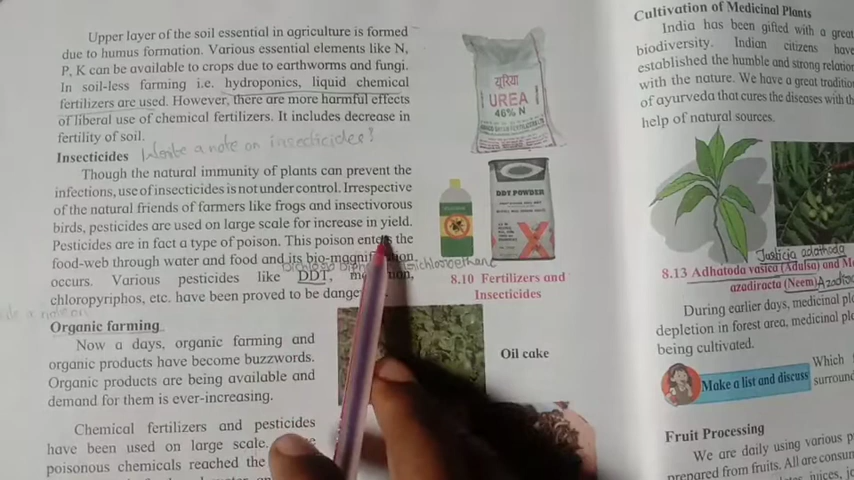 Upper layer of the soil essential in agriculture is formed
due to humus formation. Various essential elements like N,
P, K can be available to crops due to earthworms and fungi.
In soil-less farming i.e. hydroponics, liquid chemical
fertilizers are used. However, there are more harmful effects
of liberal use of chemical fertilizers. It includes decrease in
fertility of soil.
Insecticides Write a note on insecticides?
Though the natural immunity of plants can prevent the
infections, use of insecticides is not under control. Irrespective
of the natural friends of farmers like frogs and insectivorous
birds, pesticides are used on large scale for increase in yield.
Pesticides are in fact a type of poison. This poison enters the
food-web through water and food and its bio-magnification
occurs. Various pesticides like DDT,
chloropyriphos, etc. have been proved to be
Organic farming
Now a days, organic farming and
organic products have become buzzwords.
Organic products are being available and
demand for them is ever-increasing.
Chemical fertilizers and pesticides
have been used on large scale.
poisonous chemicals reached the
यूरिया
UREA
46% N
DDT POWDER
8.10 Fertilizers and
Insecticides
Oil cake
Cultivation of Medicinal Plants
India has been gifted with a great
biodiversity. Indian citizens have
established the humble and strong relation
with the nature. We have a great tradition
of ayurveda that cures the diseases with the
help of natural sources.
Justicia adathoda
8.13 Adhatoda vasica (Adulsa) and
azadiracta (Neem)
During earlier days, medicinal
depletion in forest area, medicinal
being cultivated.
Make a list and discuss
Which
Fruit Processing
We are daily using various
prepared from fruits. All are